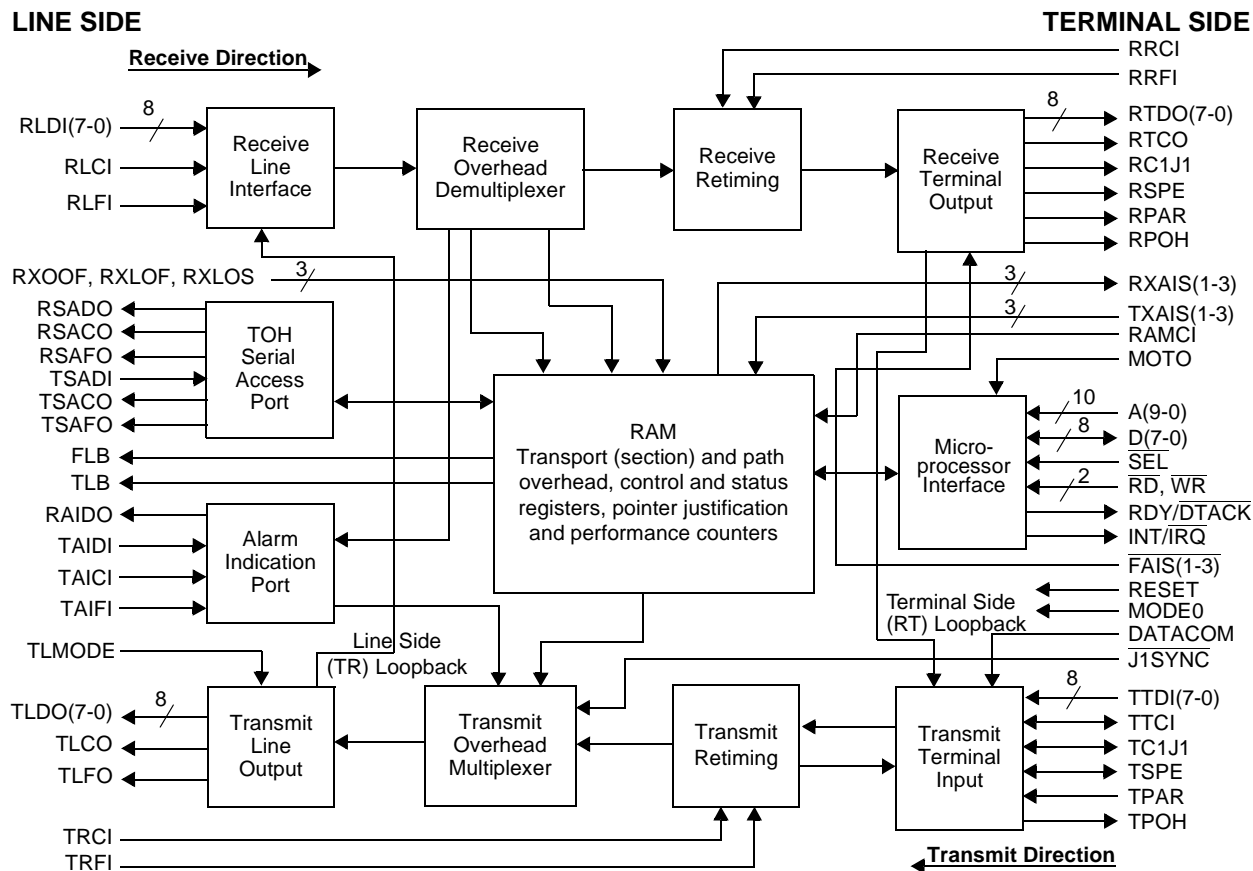 LINE SIDE
TERMINAL SIDE
Receive Direction
RRCI
RRFI
8
RLDI(7-0)
RLCI
RLFI
Receive
Line
Interface
Receive
Overhead
Demultiplexer
Receive
Retiming
Receive
Terminal
Output
8
RTDO(7-0)
RTCO
RC1J1
RSPE
RPAR
RPOH
RXOOF, RXLOF, RXLOS
3
3
RXAIS(1-3)
3
TXAIS(1-3)
RAMCI
MOTO
RSADO
RSACO
RSAFO
TSADI
TSACO
TSAFO
TOH
Serial
Access
Port
FLB
TLB
RAM
Transport (section) and path
overhead, control and status
registers, pointer justification
and performance counters
Micro-
processor
Interface
10
A(9-0)
8
D(7-0)
SEL
2
RD, WR
RDY/DTACK
INT/IRQ
FAIS(1-3)
RESET
MODE0
DATACOM
J1SYNC
RAIDO
TAIDI
TAICI
TAIFI
Alarm
Indication
Port
Terminal Side
(RT) Loopback
Line Side
(TR) Loopback
TLMODE
8
TLDO(7-0)
TLCO
TLFO
Transmit
Line
Output
Transmit
Overhead
Multiplexer
Transmit
Retiming
Transmit
Terminal
Input
8
TTDI(7-0)
TTCI
TC1J1
TSPE
TPAR
TPOH
TRCI
TRFI
Transmit Direction